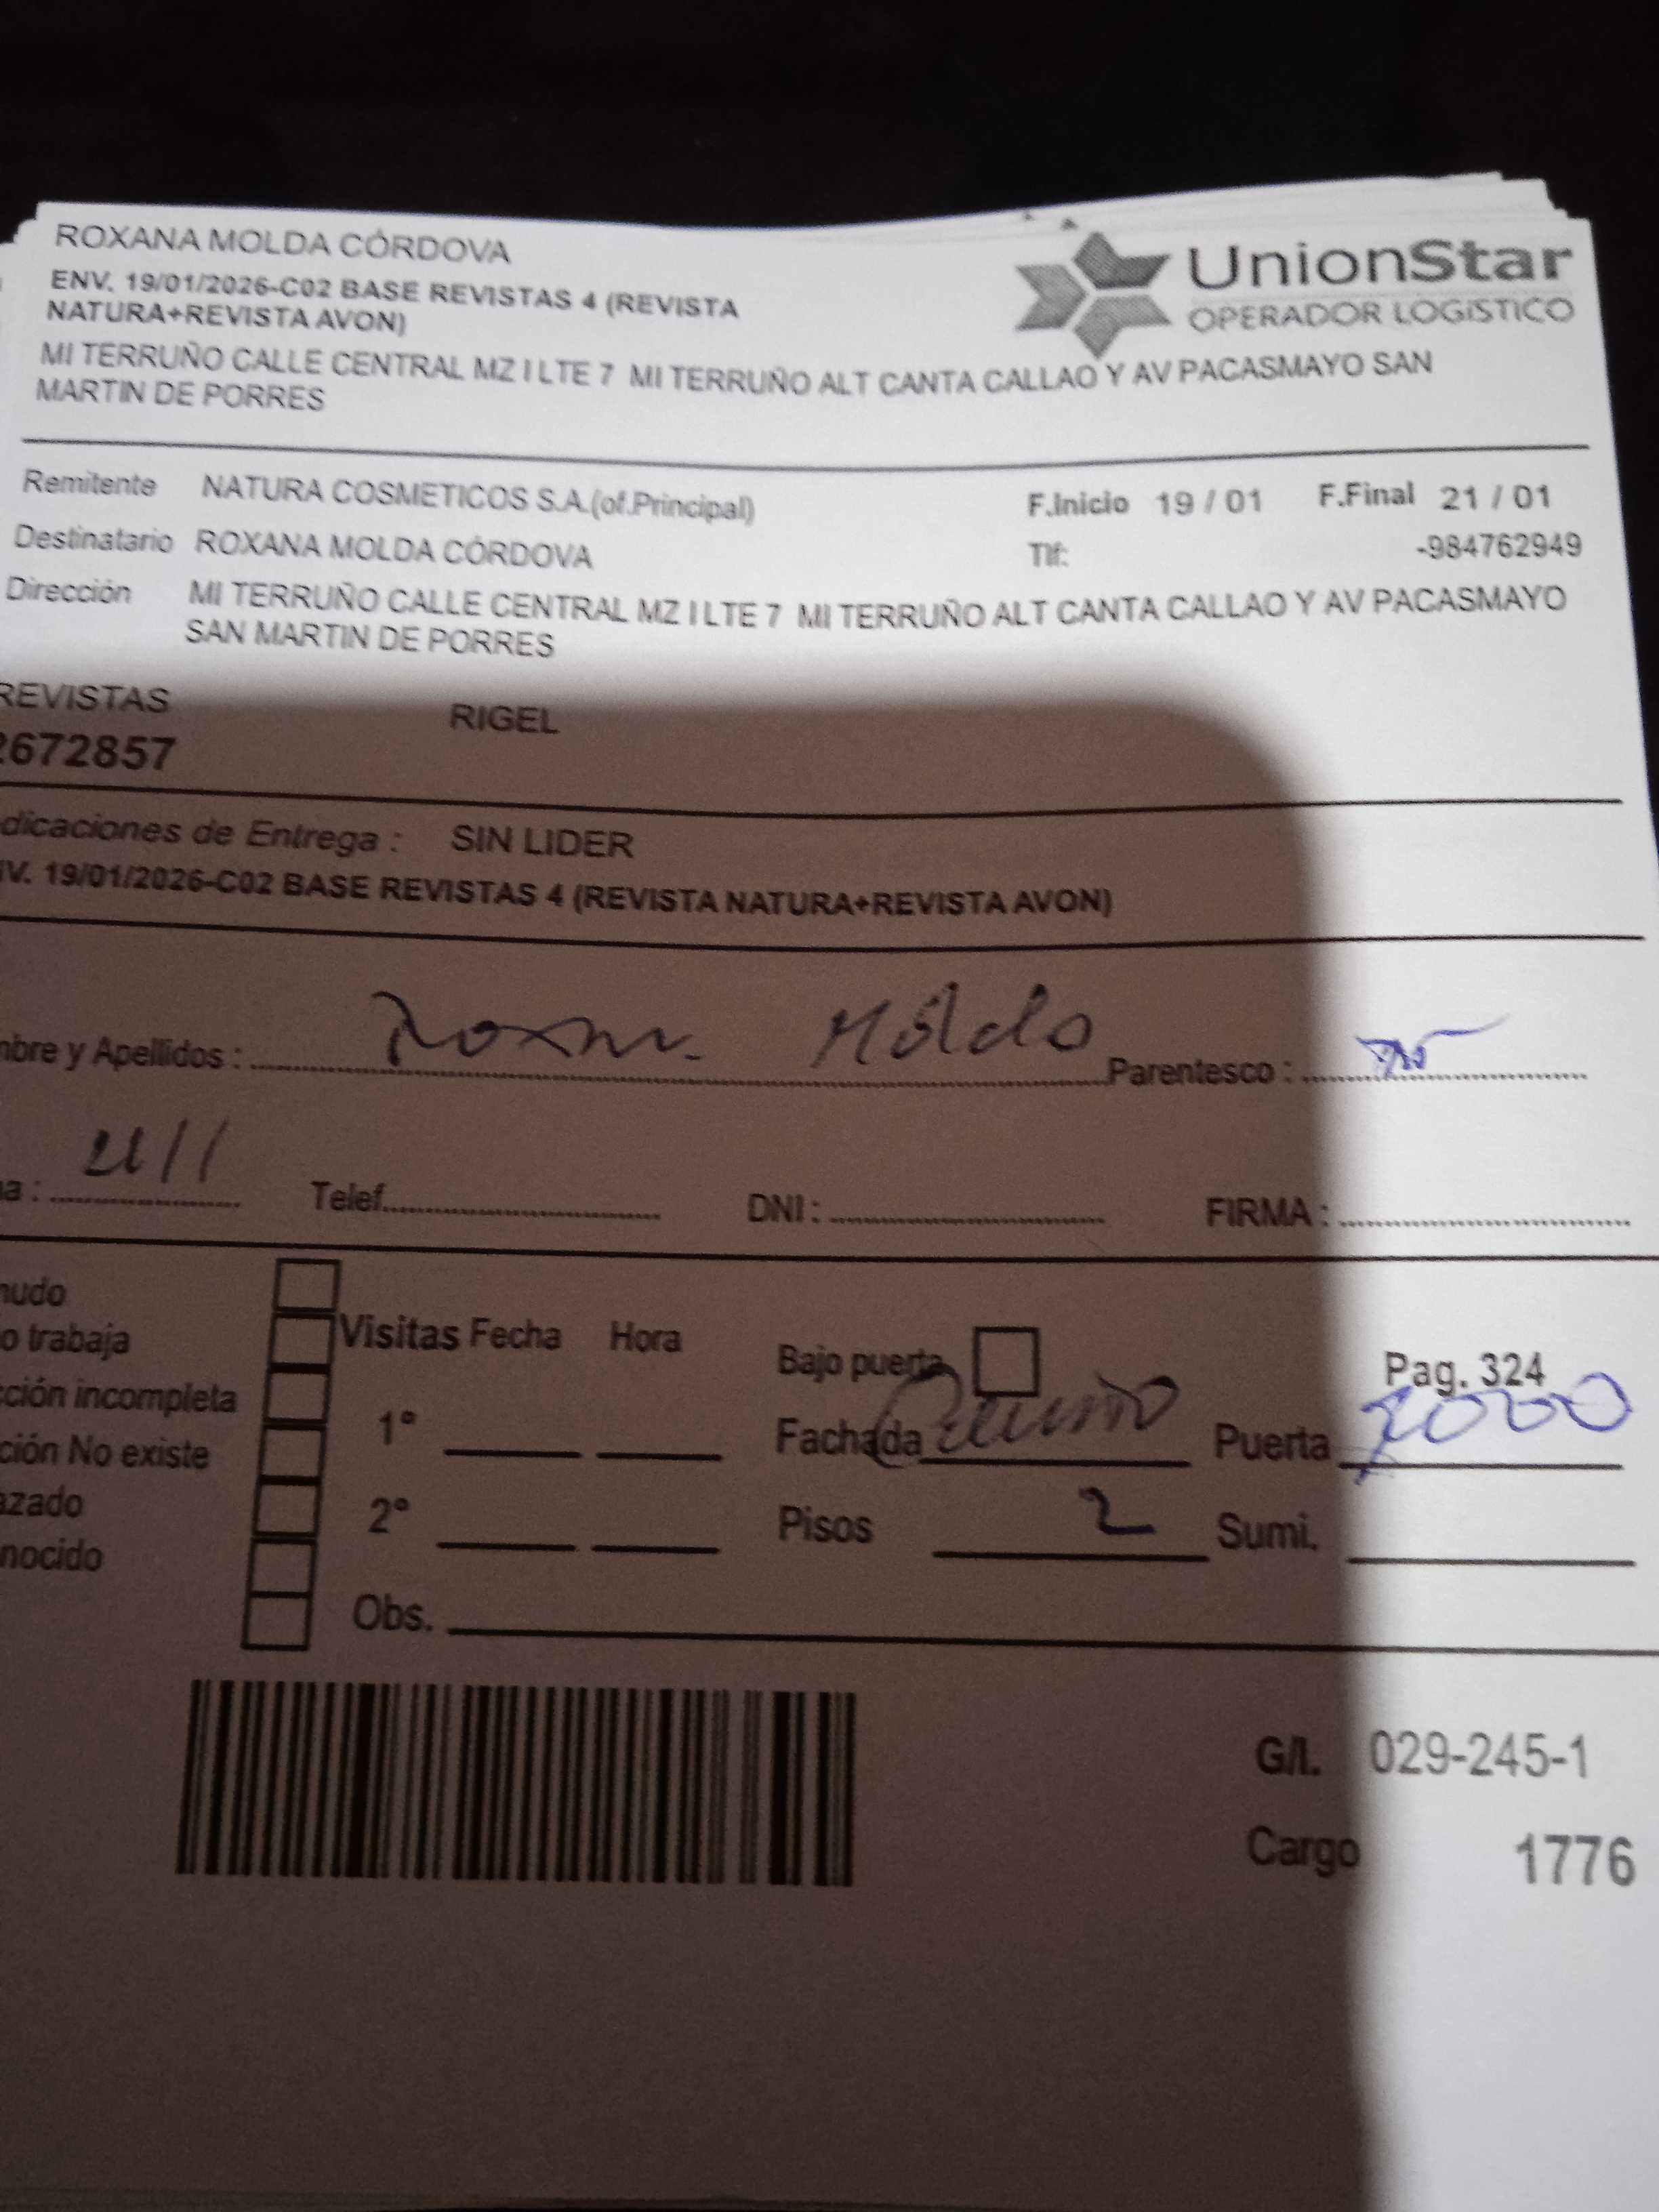 ROXANA MOLDA CÓRDOVA
ENV. 19/01/2026-C02 BASE REVISTAS 4 (REVISTA
NATURA+REVISTA AVON)
UnionStar
OPERADOR LOGÍSTICO
MI TERRUÑO CALLE CENTRAL MZ I LTE 7 MI TERRUÑO ALT CANTA CALLAO Y AV PACASMAYO SAN
MARTIN DE PORRES
Remitente NATURA COSMETICOS S.A.(of.Principal) F.Inicio 19 / 01 F.Final 21 / 01
Destinatario ROXANA MOLDA CÓRDOVA Tlf: -984762949
Dirección MI TERRUÑO CALLE CENTRAL MZ I LTE 7 MI TERRUÑO ALT CANTA CALLAO Y AV PACASMAYO
SAN MARTIN DE PORRES
REVISTAS RIGEL
2672857
dicaciones de Entrega : SIN LIDER
NV. 19/01/2026-C02 BASE REVISTAS 4 (REVISTA NATURA+REVISTA AVON)
mbre y Apellidos : Móldo Parentesco :
a : 21/1 Telef. DNI : FIRMA :
nudo
o trabaja Visitas Fecha Hora Bajo puerta Pag. 324
cción incompleta 1° Fachada Puerta
ción No existe
azado 2° Pisos 2 Sumi.
nocido
Obs.
G/I. 029-245-1
Cargo 1776